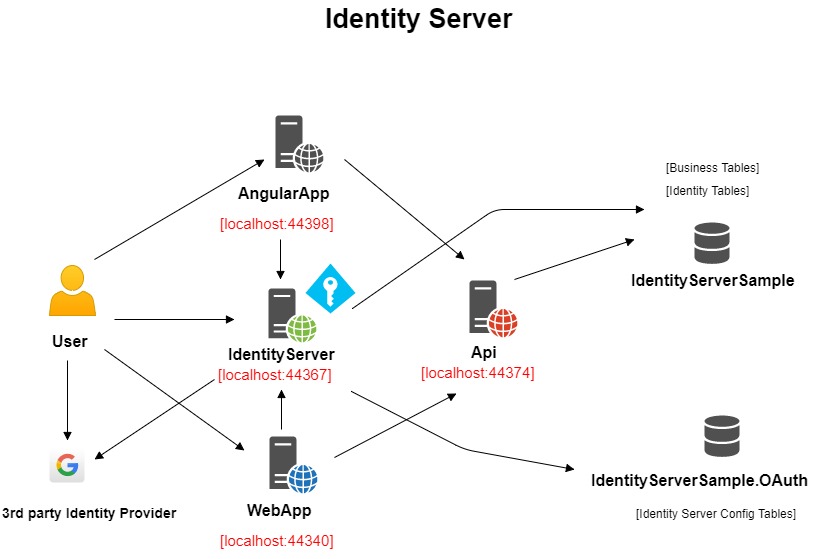 Identity Server
AngularApp
[localhost:44398]
[Business Tables]
[Identity Tables]
IdentityServerSample
User
IdentityServer
[localhost:44367]
Api
[localhost:44374]
G
3rd party Identity Provider
WebApp
[localhost:44340]
IdentityServerSample.OAuth
[Identity Server Config Tables]